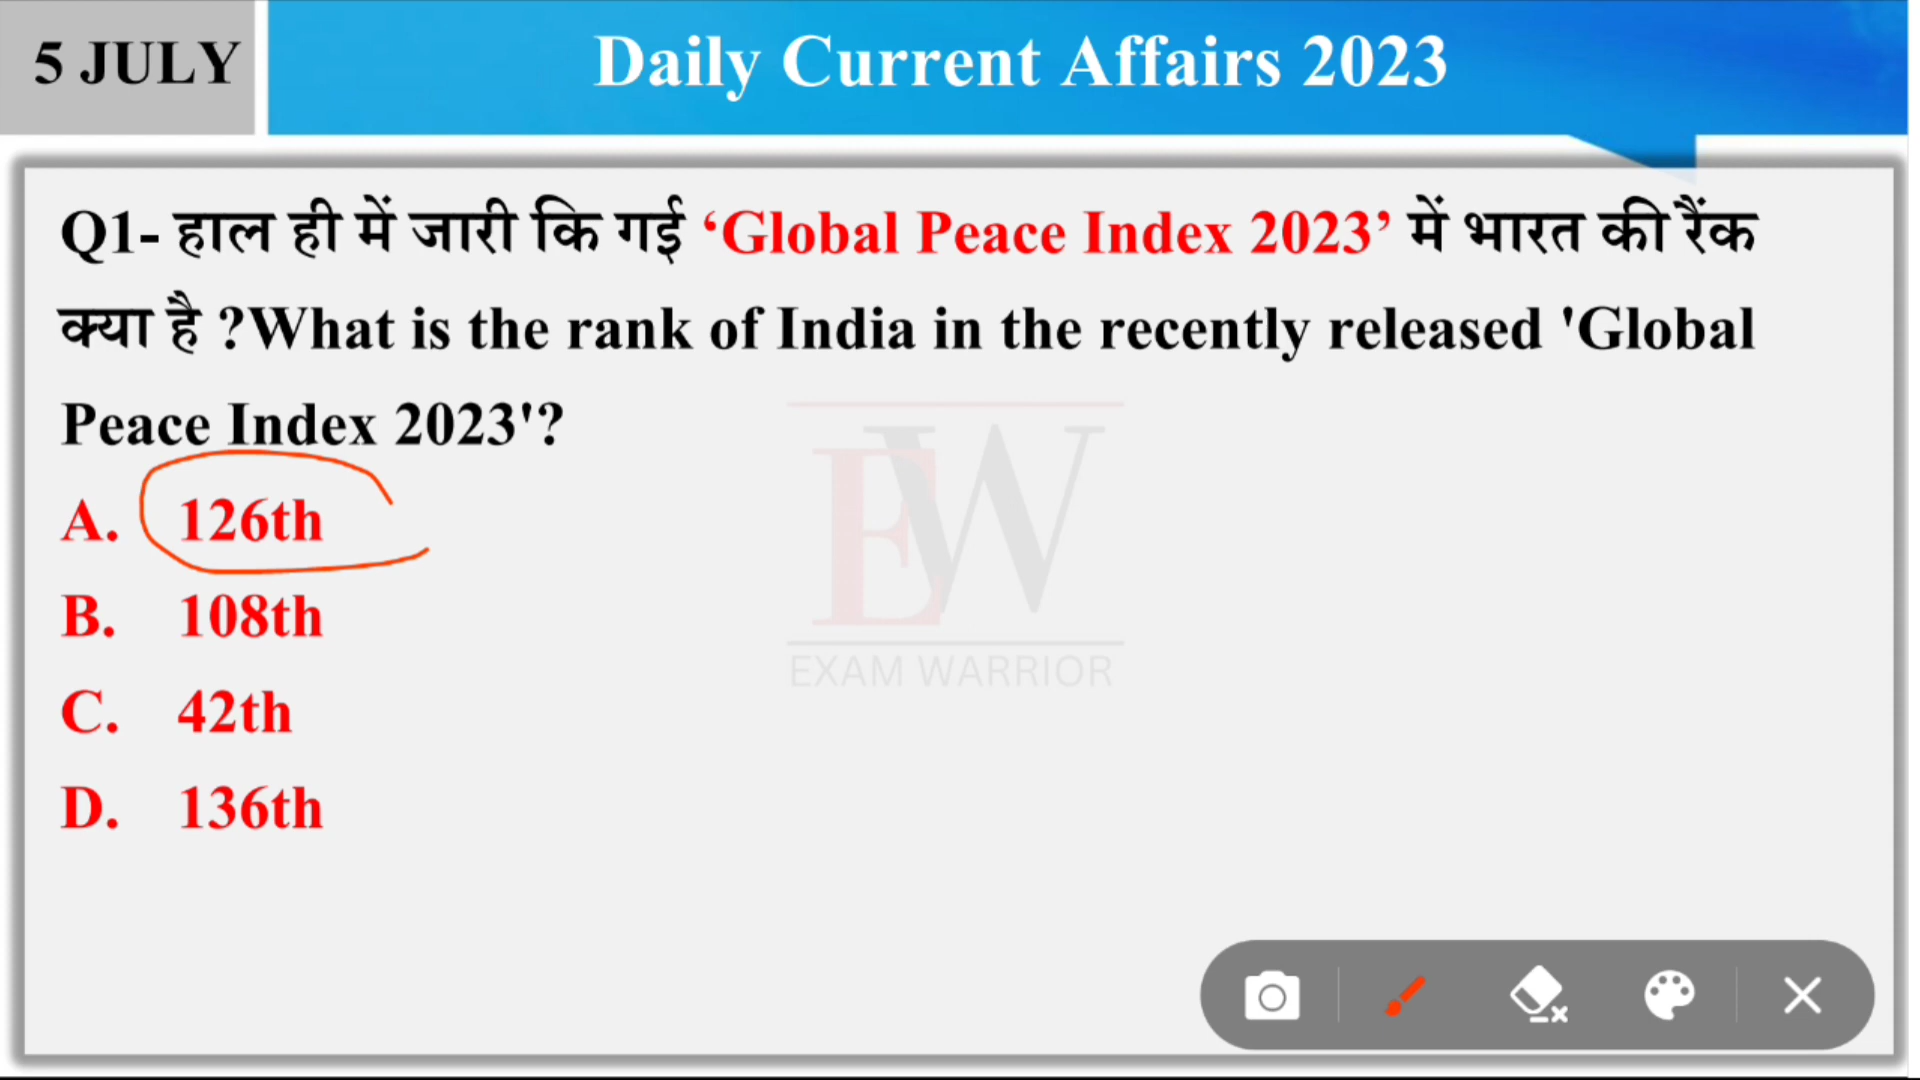 5 JULY
Daily Current Affairs 2023
Q1- हाल ही में जारी कि गई ‘Global Peace Index 2023’ में भारत की रैंक
क्या है ?What is the rank of India in the recently released 'Global
Peace Index 2023'?
A. 126th
B. 108th
C. 42th
D. 136th
EW
EXAM WARRIOR